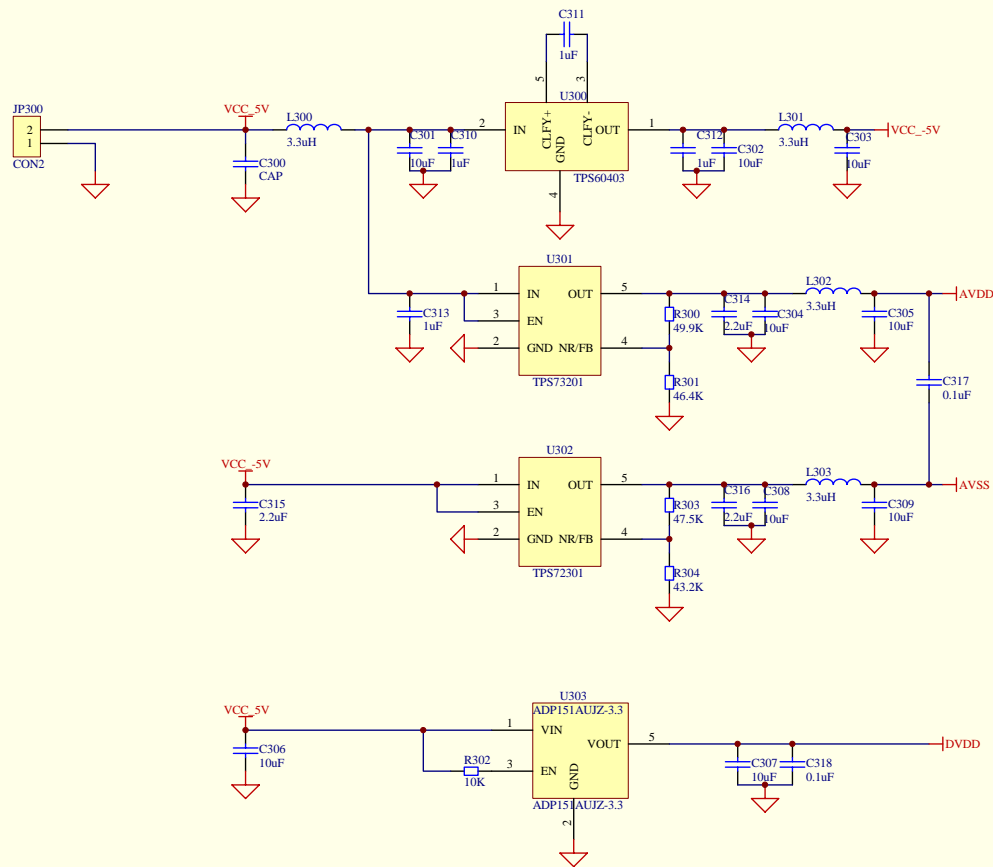 C311
1uF
5
3
U300
JP300
2
1
CON2
VCC_5V
L300
3.3uH
C300
CAP
C301
10uF
C310
1uF
2
IN
CLFY+
GND
CLFY-
OUT
1
TPS60403
4
C312
1uF
C302
10uF
L301
3.3uH
C303
10uF
VCC_-5V
U301
C313
1uF
1
IN
OUT
5
3
EN
2
GND
NR/FB
4
TPS73201
R300
49.9K
R301
46.4K
C314
2.2uF
C304
10uF
L302
3.3uH
C305
10uF
AVDD
C317
0.1uF
U302
VCC_-5V
C315
2.2uF
1
IN
OUT
5
3
EN
2
GND
NR/FB
4
TPS72301
R303
47.5K
R304
43.2K
C316
2.2uF
C308
10uF
L303
3.3uH
C309
10uF
AVSS
U303
ADP151AUJZ-3.3
VCC_5V
C306
10uF
R302
10K
1
VIN
3
EN
GND
VOUT
5
ADP151AUJZ-3.3
2
C307
10uF
C318
0.1uF
DVDD